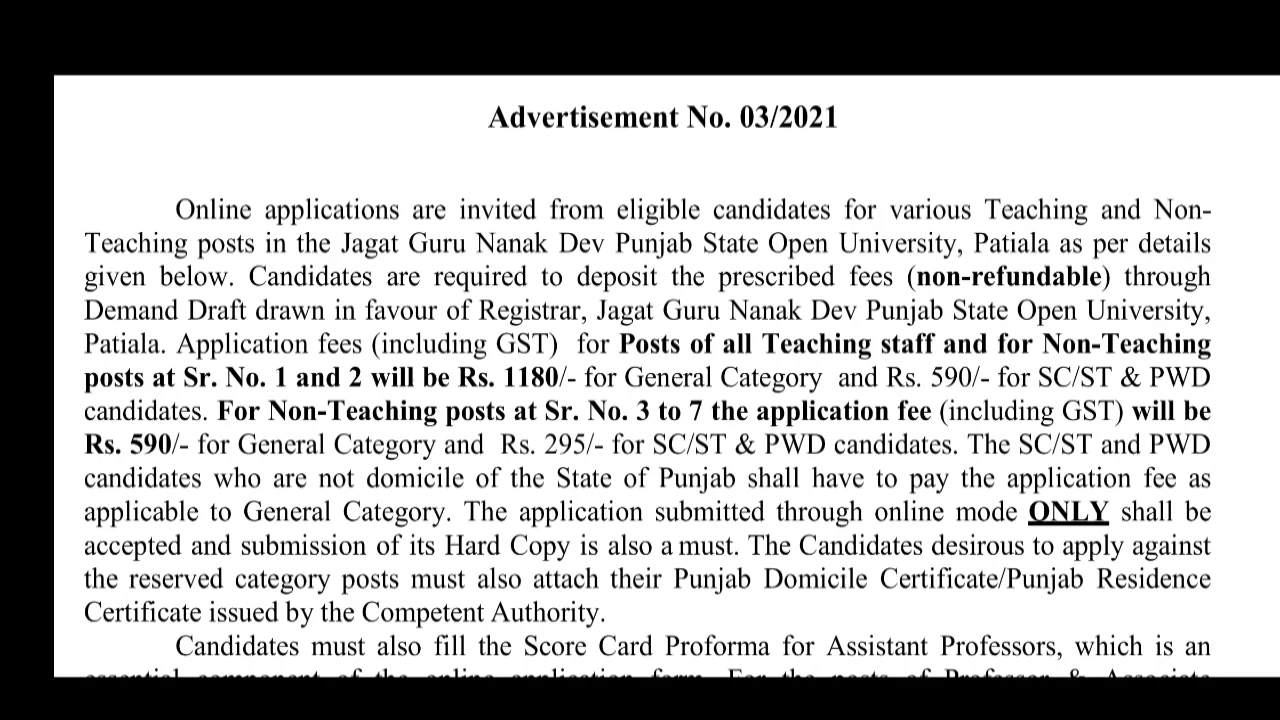 Advertisement No. 03/2021
Online applications are invited from eligible candidates for various Teaching and Non-
Teaching posts in the Jagat Guru Nanak Dev Punjab State Open University, Patiala as per details
given below. Candidates are required to deposit the prescribed fees (non-refundable) through
Demand Draft drawn in favour of Registrar, Jagat Guru Nanak Dev Punjab State Open University,
Patiala. Application fees (including GST) for Posts of all Teaching staff and for Non-Teaching
posts at Sr. No. 1 and 2 will be Rs. 1180/- for General Category and Rs. 590/- for SC/ST & PWD
candidates. For Non-Teaching posts at Sr. No. 3 to 7 the application fee (including GST) will be
Rs. 590/- for General Category and Rs. 295/- for SC/ST & PWD candidates. The SC/ST and PWD
candidates who are not domicile of the State of Punjab shall have to pay the application fee as
applicable to General Category. The application submitted through online mode ONLY shall be
accepted and submission of its Hard Copy is also a must. The Candidates desirous to apply against
the reserved category posts must also attach their Punjab Domicile Certificate/Punjab Residence
Certificate issued by the Competent Authority.
Candidates must also fill the Score Card Proforma for Assistant Professors, which is an